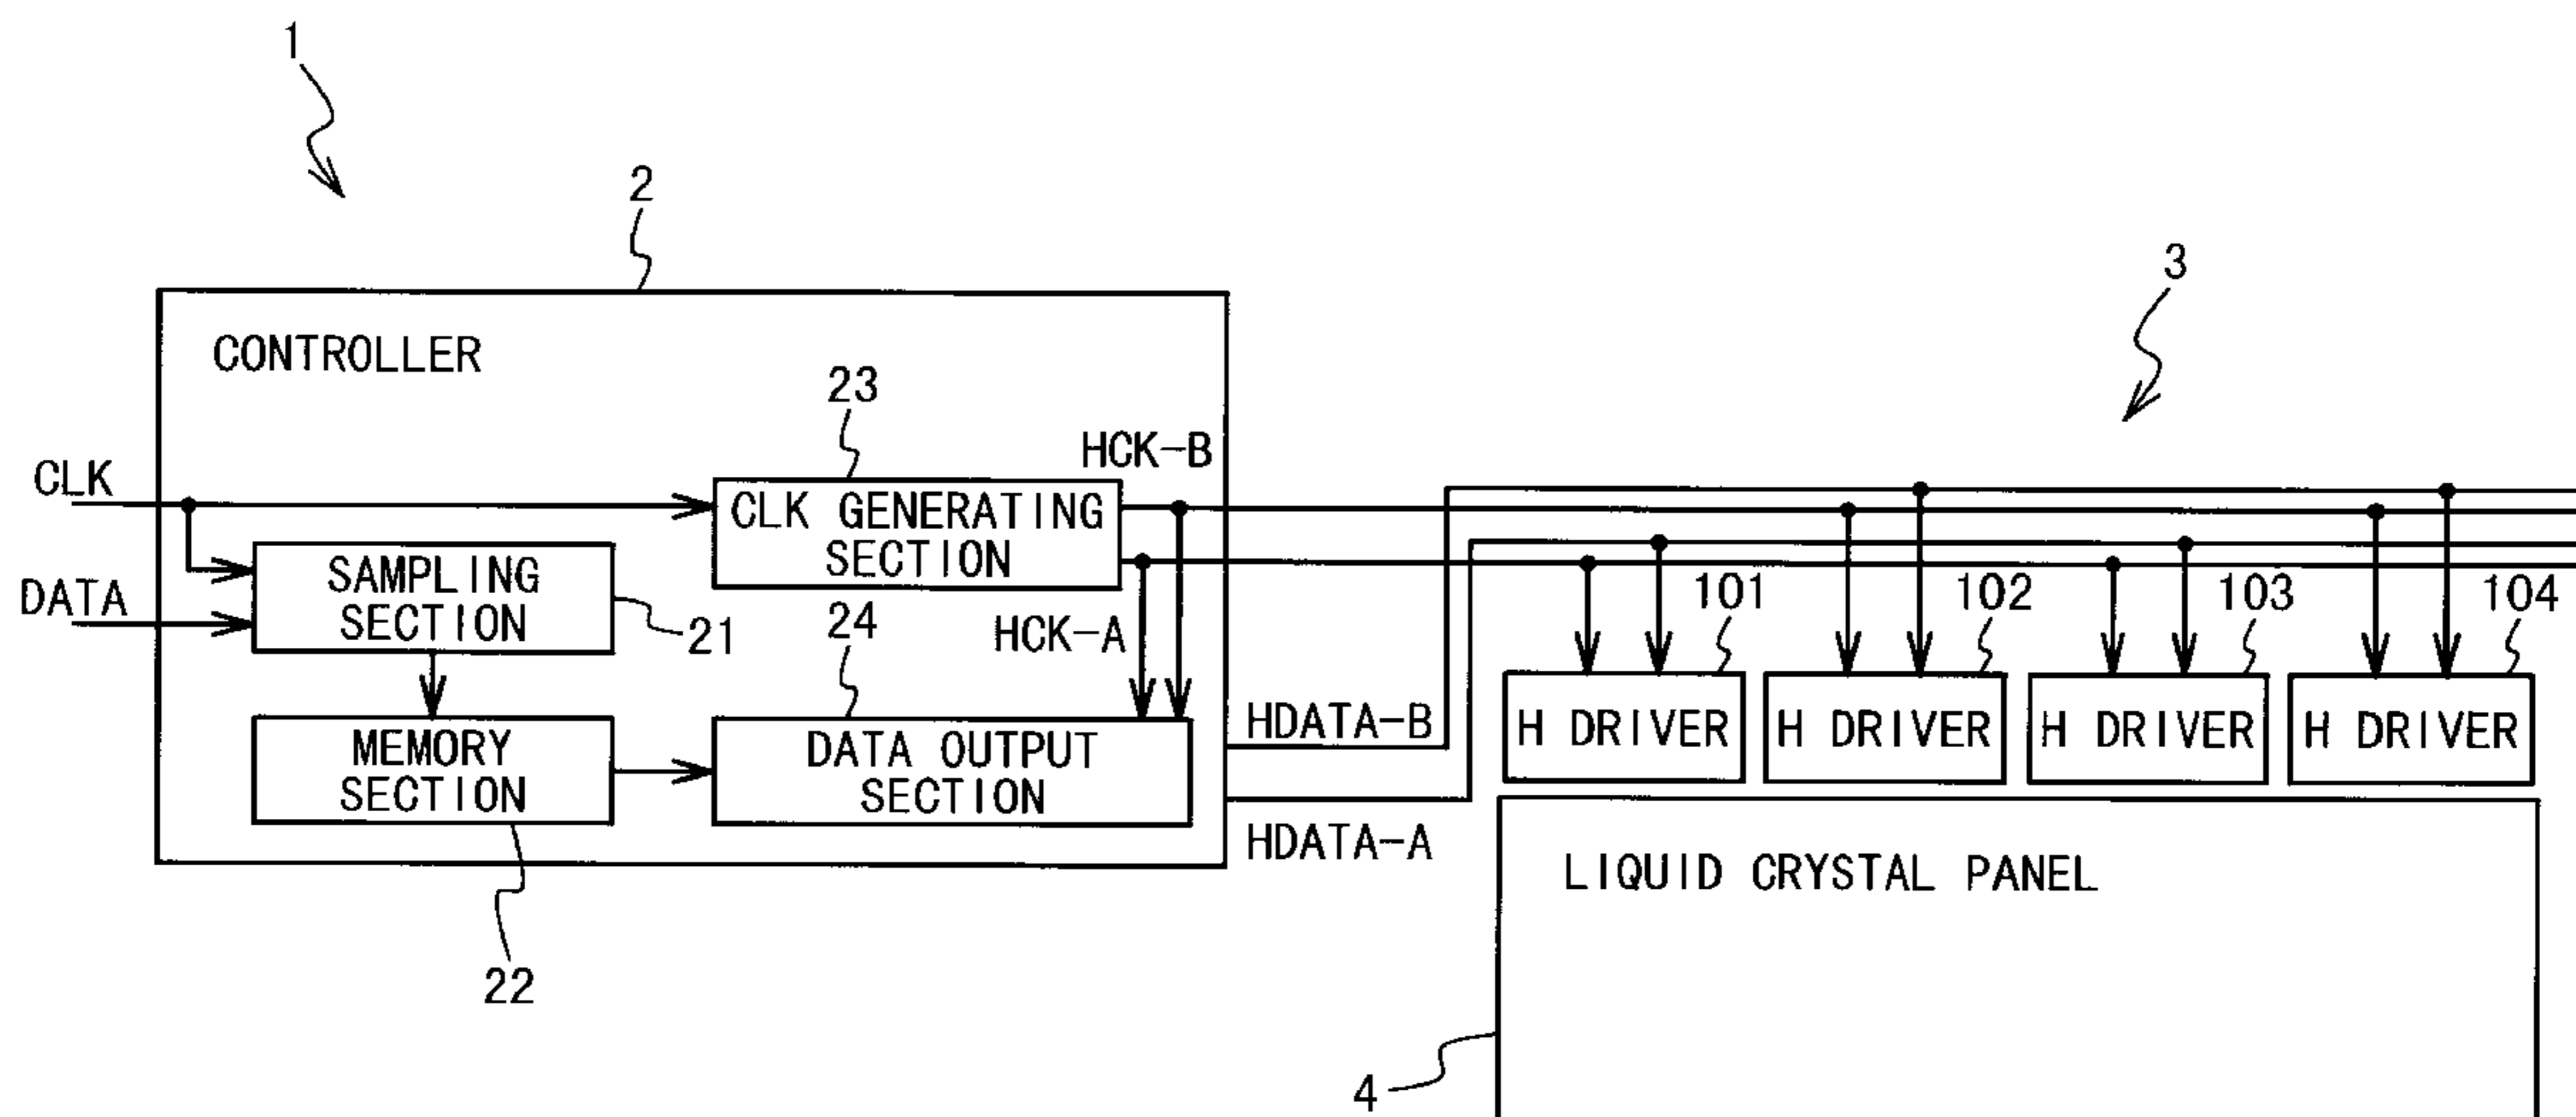 1
2
3
CONTROLLER
23
HCK-B
CLK
CLK GENERATING
SECTION
SAMPLING
SECTION
DATA
21
24
HCK-A
101
102
103
104
MEMORY
SECTION
DATA OUTPUT
SECTION
HDATA-B
H DRIVER
H DRIVER
H DRIVER
H DRIVER
HDATA-A
LIQUID CRYSTAL PANEL
22
4